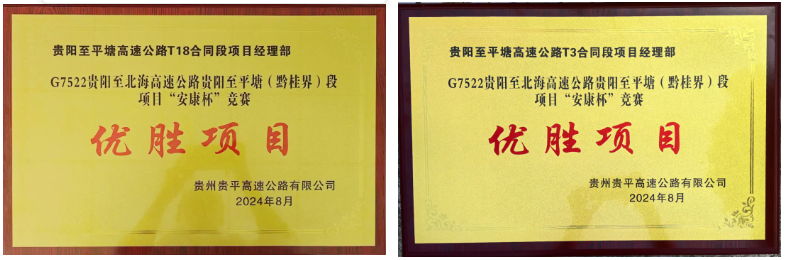 贵阳至平塘高速公路T18合同段项目经理部
G7522贵阳至北海高速公路贵阳至平塘（黔桂界）段
项目“安康杯”竞赛
优胜项目
贵州贵平高速公路有限公司
2024年8月
贵阳至平塘高速公路T3合同段项目经理部
G7522贵阳至北海高速公路贵阳至平塘（黔桂界）段
项目“安康杯”竞赛
优胜项目
贵州贵平高速公路有限公司
2024年8月